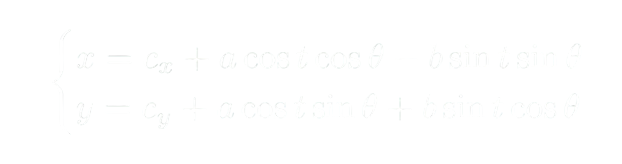 x = c_x + a cos t cos θ − b sin t sin θ
y = c_y + a cos t sin θ + b sin t cos θ